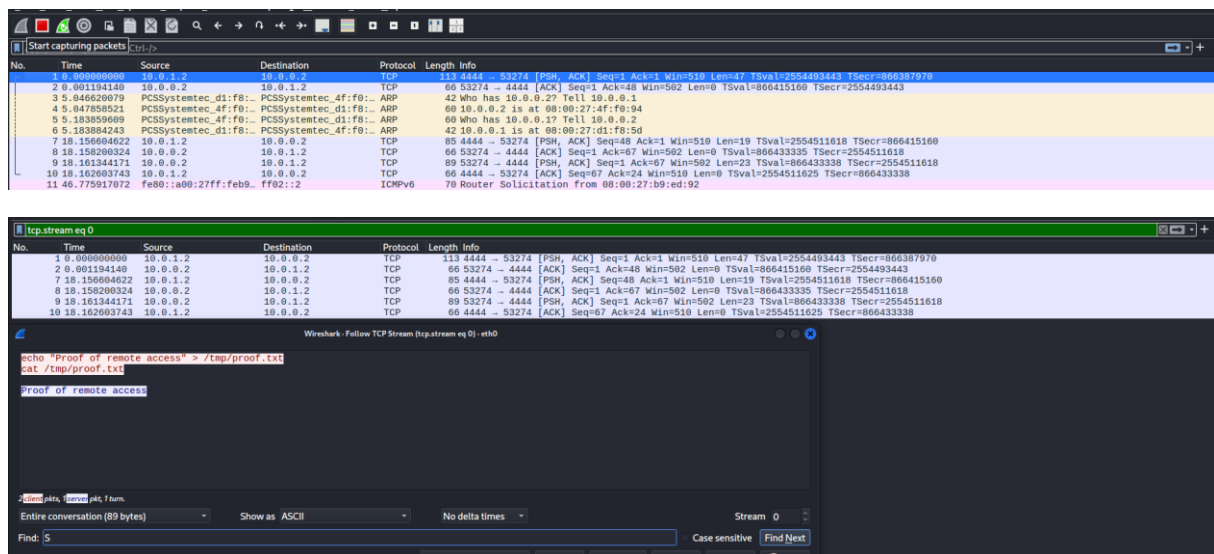 Start capturing packets Ctrl-/>
No. Time Source Destination Protocol Length Info
1 0.000000000 10.0.1.2 10.0.0.2 TCP 113 4444 → 53274 [PSH, ACK] Seq=1 Ack=1 Win=510 Len=47 TSval=2554493443 TSecr=866387970
2 0.001194140 10.0.0.2 10.0.1.2 TCP 66 53274 → 4444 [ACK] Seq=1 Ack=48 Win=502 Len=0 TSval=866415160 TSecr=2554493443
3 5.046620079 PCSSystemtec_d1:f8:… PCSSystemtec_4f:f0:… ARP 42 Who has 10.0.0.2? Tell 10.0.0.1
4 5.047858521 PCSSystemtec_4f:f0:… PCSSystemtec_d1:f8:… ARP 60 10.0.0.2 is at 08:00:27:4f:f0:94
5 5.183859609 PCSSystemtec_4f:f0:… PCSSystemtec_d1:f8:… ARP 60 Who has 10.0.0.1? Tell 10.0.0.2
6 5.183884243 PCSSystemtec_d1:f8:… PCSSystemtec_4f:f0:… ARP 42 10.0.0.1 is at 08:00:27:d1:f8:5d
7 18.156604622 10.0.1.2 10.0.0.2 TCP 85 4444 → 53274 [PSH, ACK] Seq=48 Ack=1 Win=510 Len=19 TSval=2554511618 TSecr=866415160
8 18.158200324 10.0.0.2 10.0.1.2 TCP 66 53274 → 4444 [ACK] Seq=1 Ack=67 Win=502 Len=0 TSval=866433335 TSecr=2554511618
9 18.161344171 10.0.0.2 10.0.1.2 TCP 89 53274 → 4444 [PSH, ACK] Seq=1 Ack=67 Win=502 Len=23 TSval=866433338 TSecr=2554511618
10 18.162603743 10.0.1.2 10.0.0.2 TCP 66 4444 → 53274 [ACK] Seq=67 Ack=24 Win=510 Len=0 TSval=2554511625 TSecr=866433338
11 46.775917072 fe80::a00:27ff:feb9… ff02::2 ICMPv6 70 Router Solicitation from 08:00:27:b9:ed:92
tcp.stream eq 0
No. Time Source Destination Protocol Length Info
1 0.000000000 10.0.1.2 10.0.0.2 TCP 113 4444 → 53274 [PSH, ACK] Seq=1 Ack=1 Win=510 Len=47 TSval=2554493443 TSecr=866387970
2 0.001194140 10.0.0.2 10.0.1.2 TCP 66 53274 → 4444 [ACK] Seq=1 Ack=48 Win=502 Len=0 TSval=866415160 TSecr=2554493443
7 18.156604622 10.0.1.2 10.0.0.2 TCP 85 4444 → 53274 [PSH, ACK] Seq=48 Ack=1 Win=510 Len=19 TSval=2554511618 TSecr=866415160
8 18.158200324 10.0.0.2 10.0.1.2 TCP 66 53274 → 4444 [ACK] Seq=1 Ack=67 Win=502 Len=0 TSval=866433335 TSecr=2554511618
9 18.161344171 10.0.0.2 10.0.1.2 TCP 89 53274 → 4444 [PSH, ACK] Seq=1 Ack=67 Win=502 Len=23 TSval=866433338 TSecr=2554511618
10 18.162603743 10.0.1.2 10.0.0.2 TCP 66 4444 → 53274 [ACK] Seq=67 Ack=24 Win=510 Len=0 TSval=2554511625 TSecr=866433338
Wireshark · Follow TCP Stream (tcp.stream eq 0) · eth0
echo "Proof of remote access" > /tmp/proof.txt
cat /tmp/proof.txt
Proof of remote access
2 client pkts, 1 server pkt, 1 turn.
Entire conversation (89 bytes) Show as ASCII No delta times Stream 0
Find: S Case sensitive Find Next